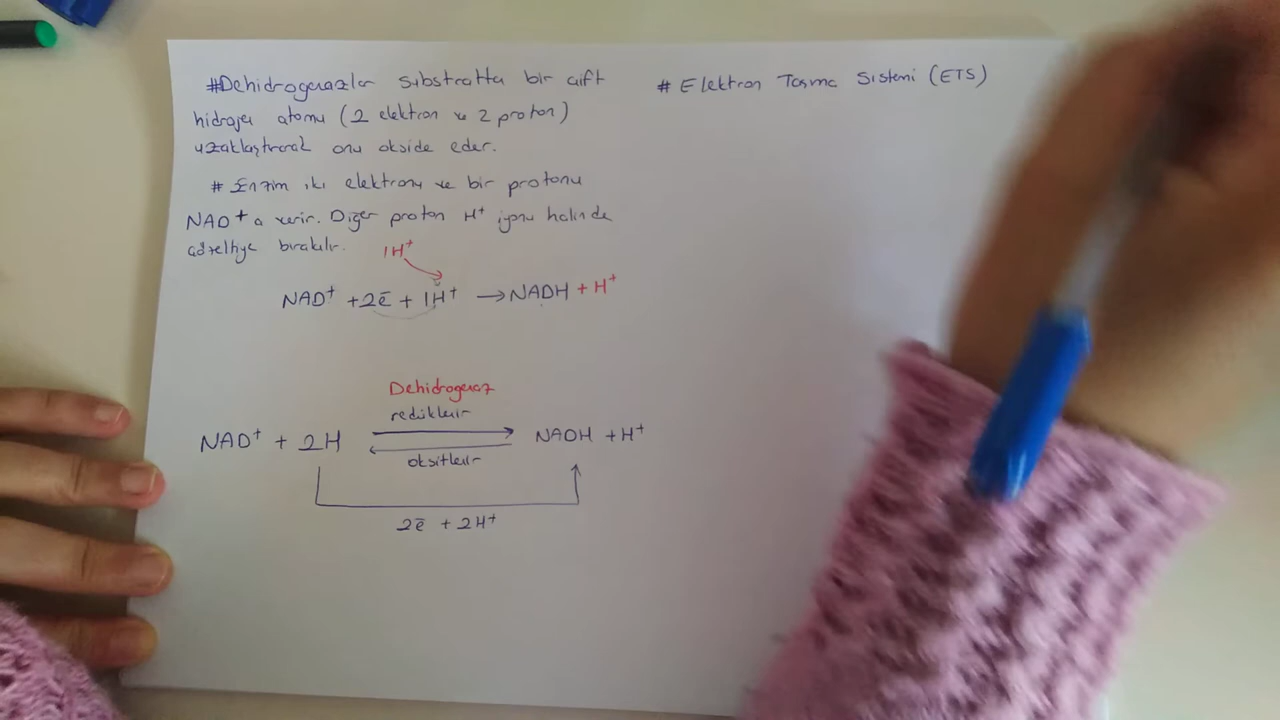 #Dehidrogenazlar substratta bir çift
hidrojen atomu (2 elektron ve 2 proton)
uzaklaştırarak onu okside eder.
# Enzim iki elektronu ve bir protonu
NAD+ a verir. Diğer proton H+ iyonu halinde
çözeltiye bırakılır.
1H+
NAD+ +2ē + 1H+ → NADH + H+
Dehidrogenaz
redüklenir
NAD+ + 2H ⇄ NADH + H+
oksitlenir
2ē + 2H+
# Elektron Taşıma Sistemi (ETS)